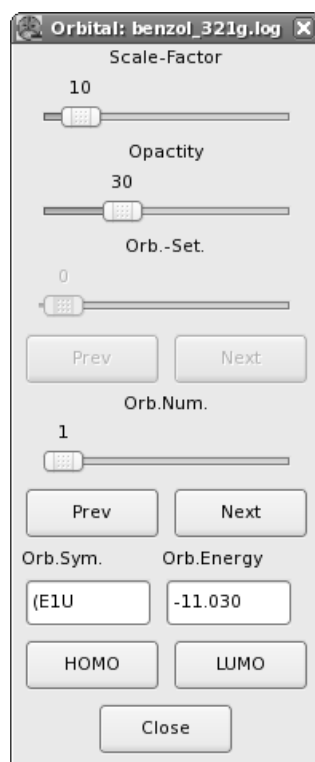 Orbital: benzol_321g.log
Scale-Factor
10
Opactity
30
Orb.-Set.
0
Prev Next
Orb.Num.
1
Prev Next
Orb.Sym. Orb.Energy
(E1U -11.030
HOMO LUMO
Close